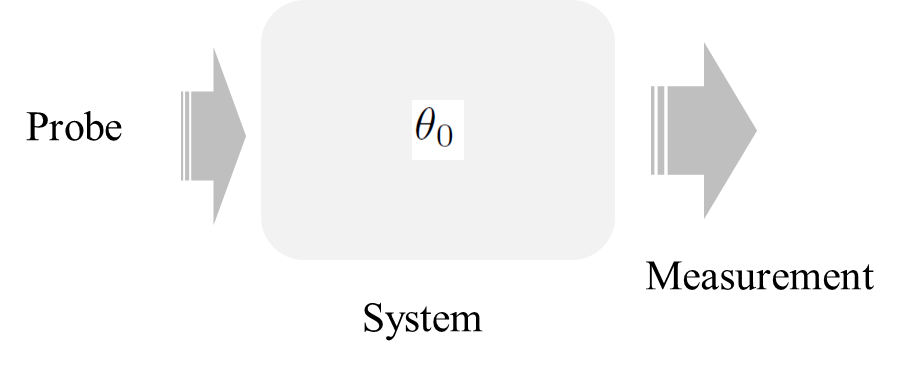 Probe
θ₀
Measurement
System